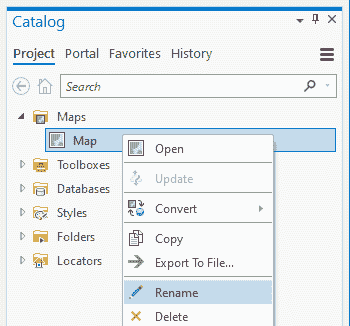 Catalog
Project Portal Favorites History
Search
Maps
Map
Open
Toolboxes
Update
Databases
Styles
Convert
Folders
Copy
Locators
Export To File...
Rename
Delete